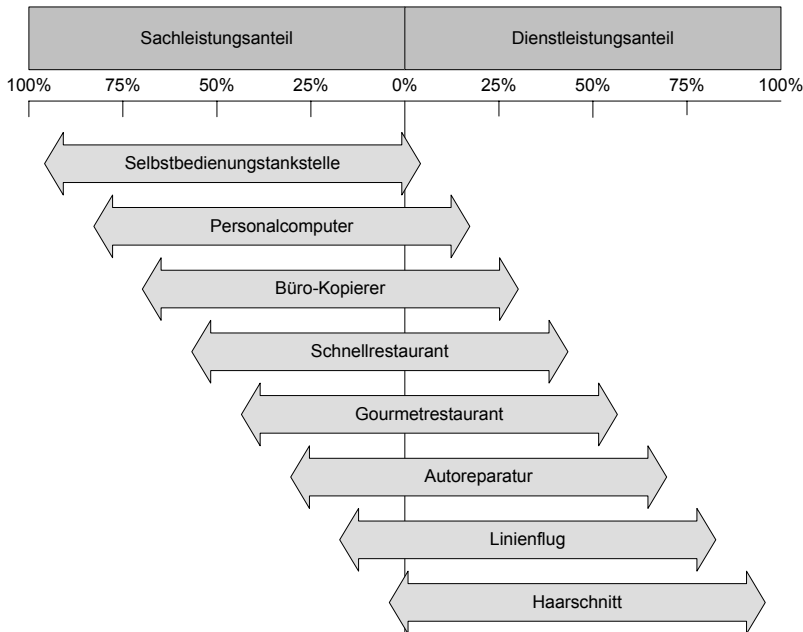 Sachleistungsanteil Dienstleistungsanteil
100% 75% 50% 25% 0% 25% 50% 75% 100%
Selbstbedienungstankstelle
Personalcomputer
Büro-Kopierer
Schnellrestaurant
Gourmetrestaurant
Autoreparatur
Linienflug
Haarschnitt